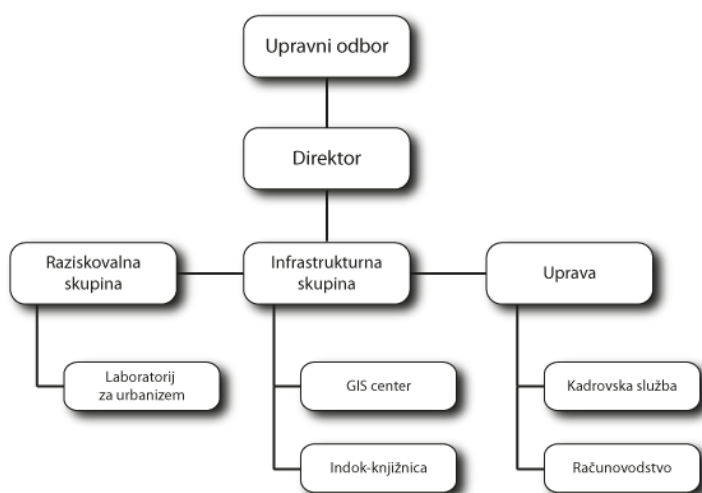 Upravni odbor
Direktor
Raziskovalna
skupina
Infrastrukturna
skupina
Uprava
Laboratorij
za urbanizem
GIS center
Kadrovska služba
Indok-knjižnica
Računovodstvo